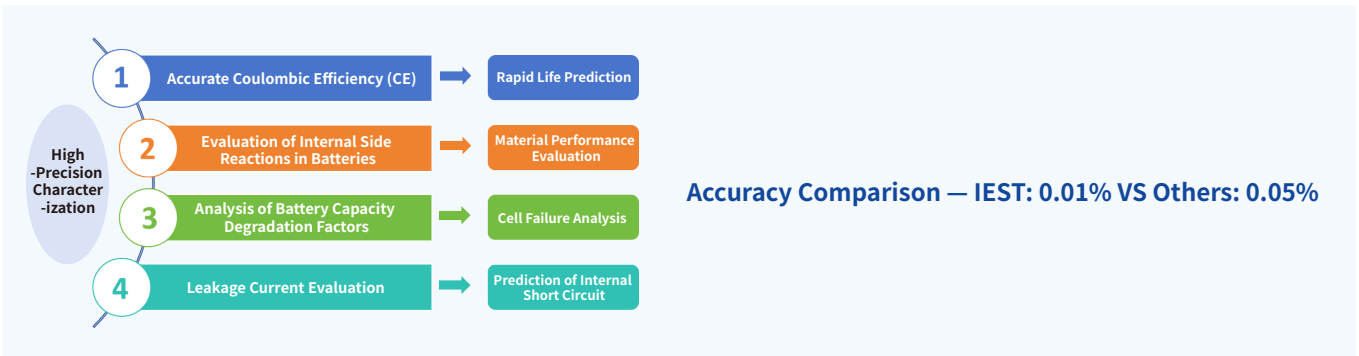 High
-Precision
Character
-ization
1
Accurate Coulombic Efficiency (CE)
Rapid Life Prediction
2
Evaluation of Internal Side
Reactions in Batteries
Material Performance
Evaluation
3
Analysis of Battery Capacity
Degradation Factors
Cell Failure Analysis
4
Leakage Current Evaluation
Prediction of Internal
Short Circuit
Accuracy Comparison — IEST: 0.01% VS Others: 0.05%